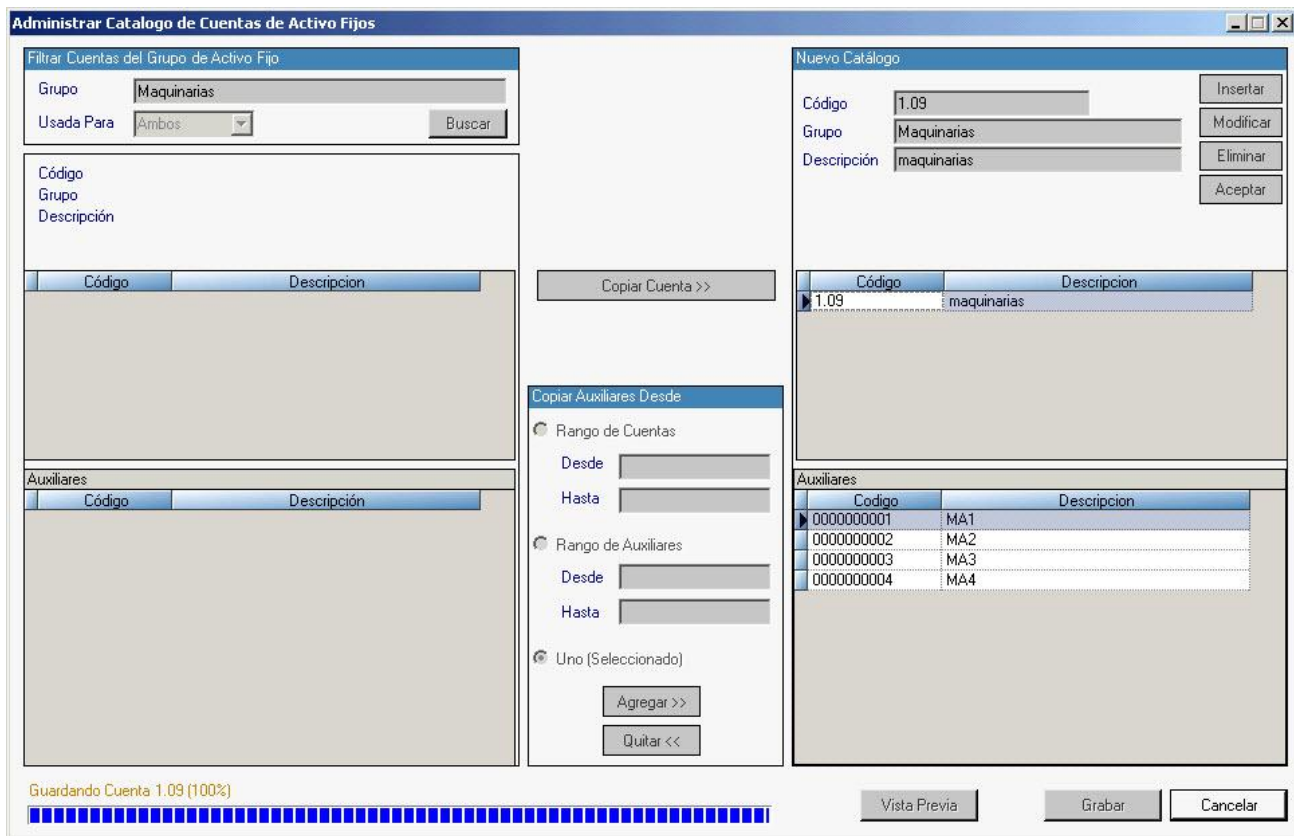 Administrar Catalogo de Cuentas de Activo Fijos
Filtrar Cuentas del Grupo de Activo Fijo
Grupo Maquinarias
Usada Para Ambos Buscar
Código
Grupo
Descripción
Código Descripcion
Auxiliares
Código Descripción
Copiar Cuenta >>
Copiar Auxiliares Desde
Rango de Cuentas
Desde
Hasta
Rango de Auxiliares
Desde
Hasta
Uno (Seleccionado)
Agregar >>
Quitar <<
Nuevo Catálogo
Código 1.09
Grupo Maquinarias
Descripción maquinarias
Insertar
Modificar
Eliminar
Aceptar
Código Descripcion
1.09 maquinarias
Auxiliares
Codigo Descripcion
0000000001 MA1
0000000002 MA2
0000000003 MA3
0000000004 MA4
Guardando Cuenta 1.09 (100%)
Vista Previa Grabar Cancelar